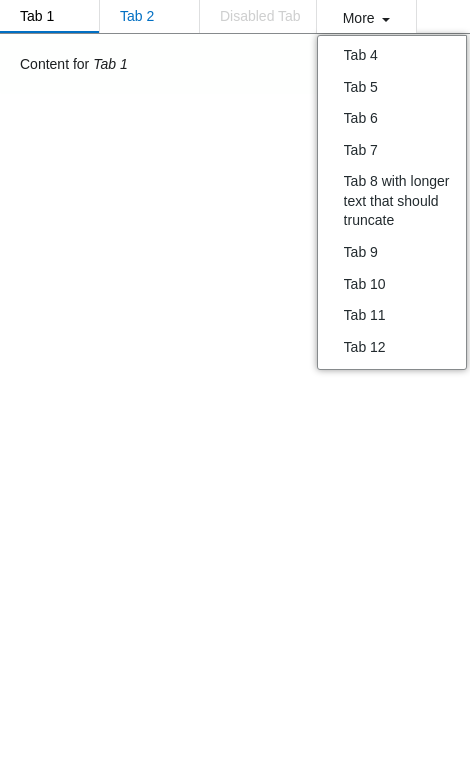 Tab 1
Tab 2
Disabled Tab
More
Content for Tab 1
Tab 4
Tab 5
Tab 6
Tab 7
Tab 8 with longer
text that should
truncate
Tab 9
Tab 10
Tab 11
Tab 12